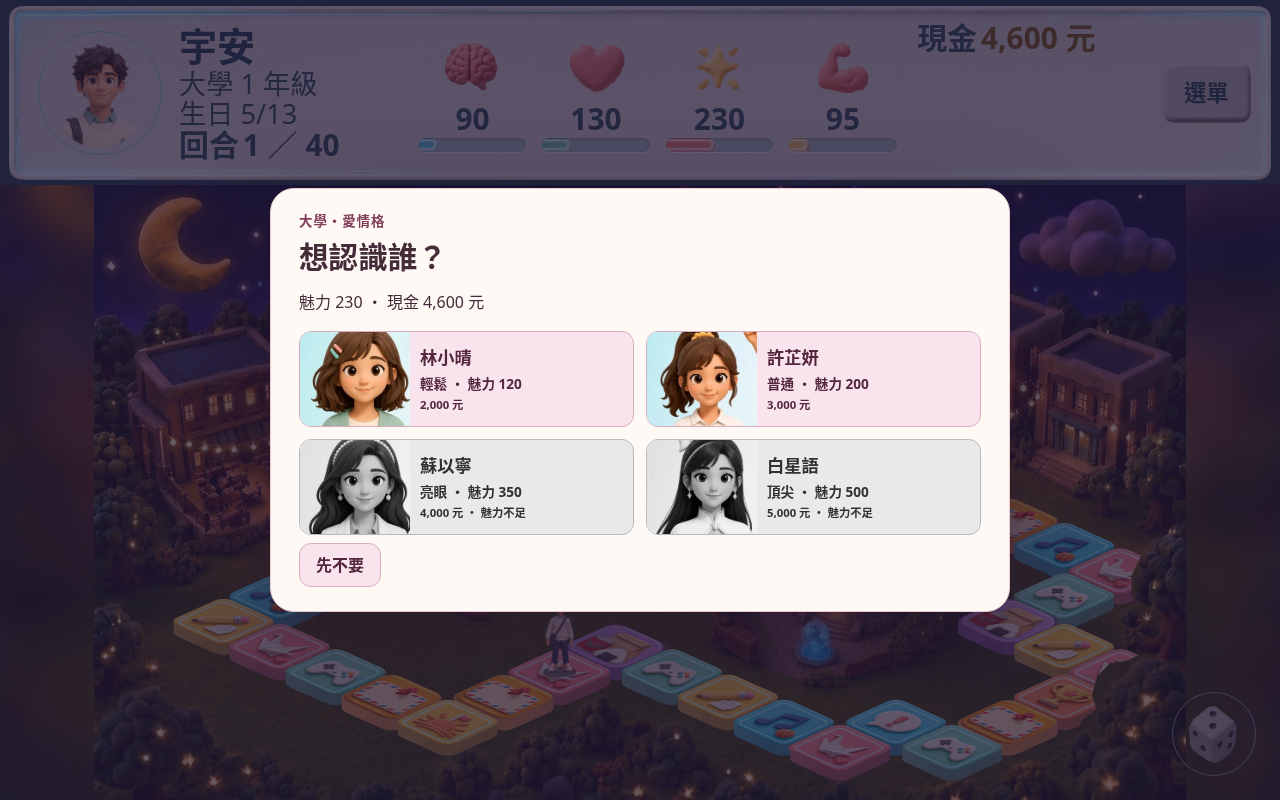 宇安
大學 1 年級
生日 5/13
回合 1 ／ 40
90
130
230
95
現金 4,600 元
選單
大學・愛情格
想認識誰？
魅力 230 ・ 現金 4,600 元
林小晴
輕鬆 ・ 魅力 120
2,000 元
許芷妍
普通 ・ 魅力 200
3,000 元
蘇以寧
亮眼 ・ 魅力 350
4,000 元 ・ 魅力不足
白星語
頂尖 ・ 魅力 500
5,000 元 ・ 魅力不足
先不要